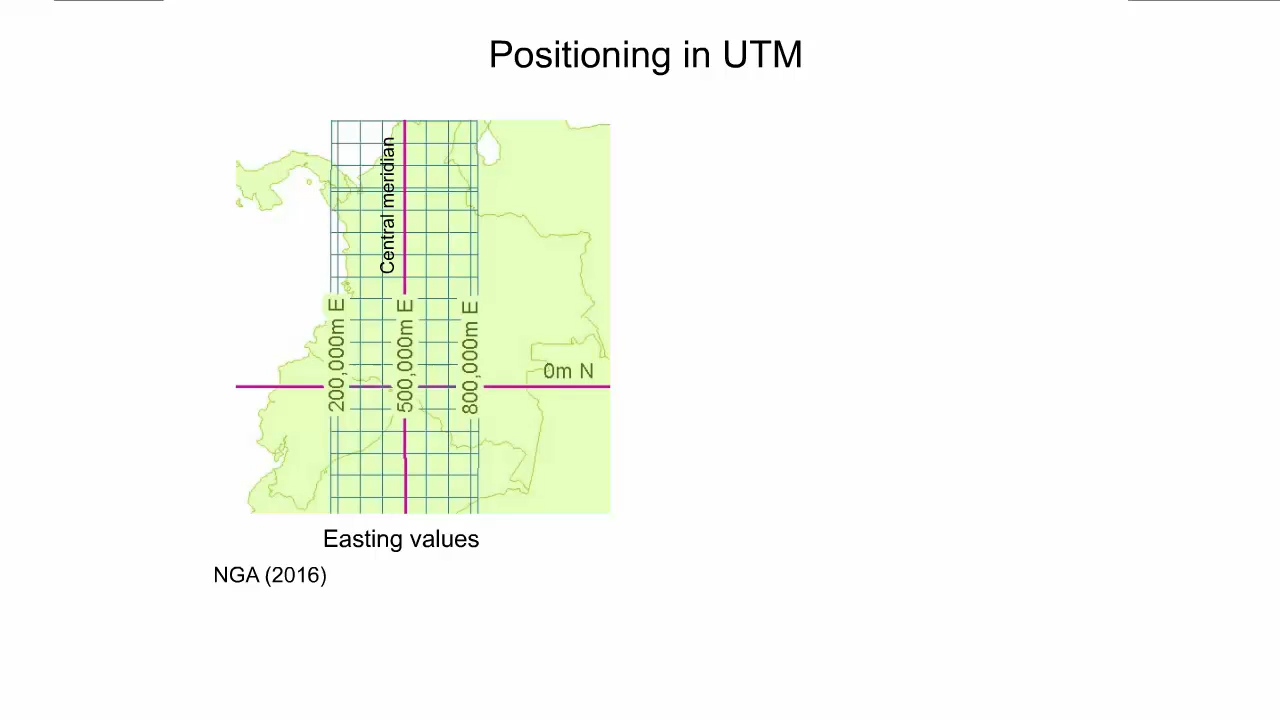 Positioning in UTM
Central meridian
200,000m E
500,000m E
800,000m E
0m N
Easting values
NGA (2016)